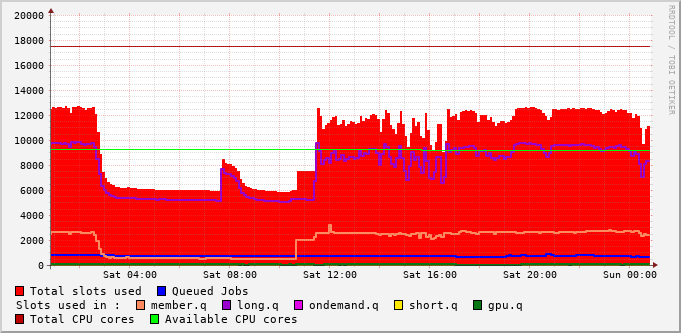 20000
18000
16000
14000
12000
10000
8000
6000
4000
2000
0
Sat 04:00 Sat 08:00 Sat 12:00 Sat 16:00 Sat 20:00 Sun 00:00
RRDTOOL / TOBI OETIKER
Total slots used Queued Jobs
Slots used in : member.q long.q ondemand.q short.q gpu.q
Total CPU cores Available CPU cores